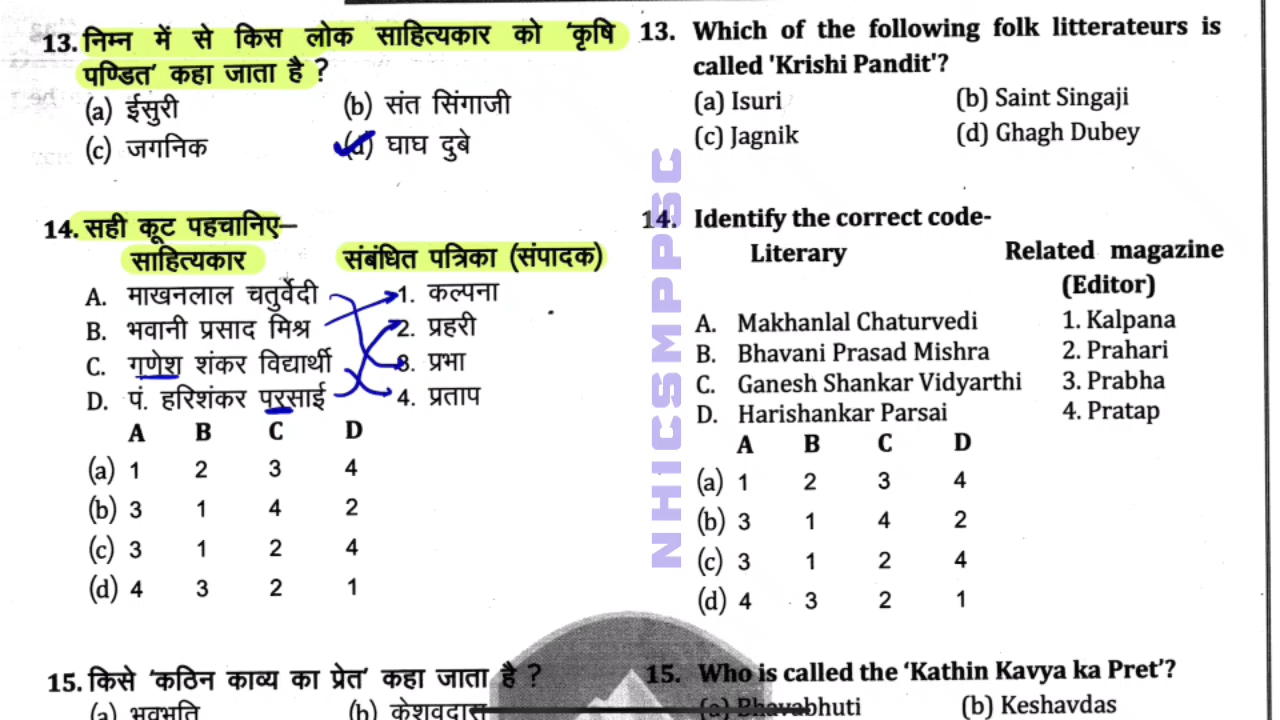 13. निम्न में से किस लोक साहित्यकार को 'कृषि
पण्डित' कहा जाता है ?
(a) ईसुरी (b) संत सिंगाजी
(c) जगनिक (d) घाघ दुबे
14. सही कूट पहचानिए–
साहित्यकार संबंधित पत्रिका (संपादक)
A. माखनलाल चतुर्वेदी 1. कल्पना
B. भवानी प्रसाद मिश्र 2. प्रहरी
C. गणेश शंकर विद्यार्थी 3. प्रभा
D. पं. हरिशंकर परसाई 4. प्रताप
A B C D
(a) 1 2 3 4
(b) 3 1 4 2
(c) 3 1 2 4
(d) 4 3 2 1
15. किसे 'कठिन काव्य का प्रेत' कहा जाता है ?
(a) भवभूति (b) केशवदास
13. Which of the following folk litterateurs is
called 'Krishi Pandit'?
(a) Isuri (b) Saint Singaji
(c) Jagnik (d) Ghagh Dubey
14. Identify the correct code-
Literary Related magazine
(Editor)
A. Makhanlal Chaturvedi 1. Kalpana
B. Bhavani Prasad Mishra 2. Prahari
C. Ganesh Shankar Vidyarthi 3. Prabha
D. Harishankar Parsai 4. Pratap
A B C D
(a) 1 2 3 4
(b) 3 1 4 2
(c) 3 1 2 4
(d) 4 3 2 1
15. Who is called the 'Kathin Kavya ka Pret'?
(a) Bhavabhuti (b) Keshavdas
NHICSMPPSC